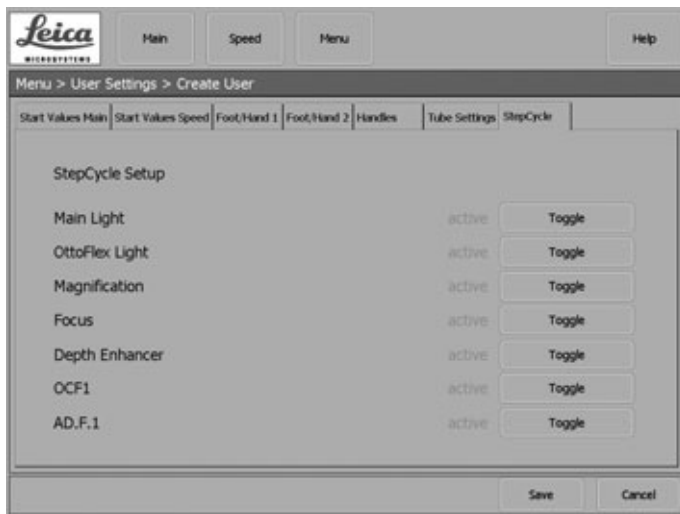 Leica
MICROSYSTEMS
Main Speed Menu Help
Menu > User Settings > Create User
Start Values Main Start Values Speed Foot/Hand 1 Foot/Hand 2 Handles Tube Settings StepCycle
StepCycle Setup
Main Light active Toggle
OttoFlex Light active Toggle
Magnification active Toggle
Focus active Toggle
Depth Enhancer active Toggle
OCF1 active Toggle
AD.F.1 active Toggle
Save Cancel